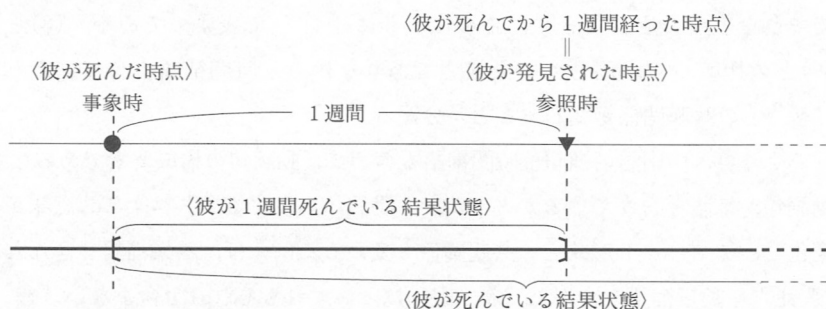 〈彼が死んでから１週間経った時点〉
||
〈彼が死んだ時点〉 〈彼が発見された時点〉
事象時 参照時
１週間
〈彼が１週間死んでいる結果状態〉
〈彼が死んでいる結果状態〉